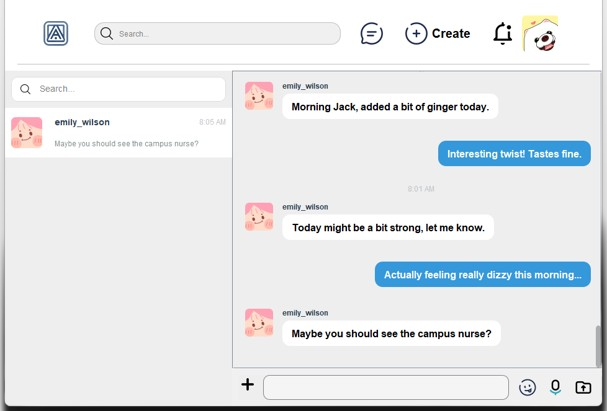 Search...
Create
Search...
emily_wilson
8:05 AM
Maybe you should see the campus nurse?
emily_wilson
Morning Jack, added a bit of ginger today.
Interesting twist! Tastes fine.
8:01 AM
emily_wilson
Today might be a bit strong, let me know.
Actually feeling really dizzy this morning...
emily_wilson
Maybe you should see the campus nurse?